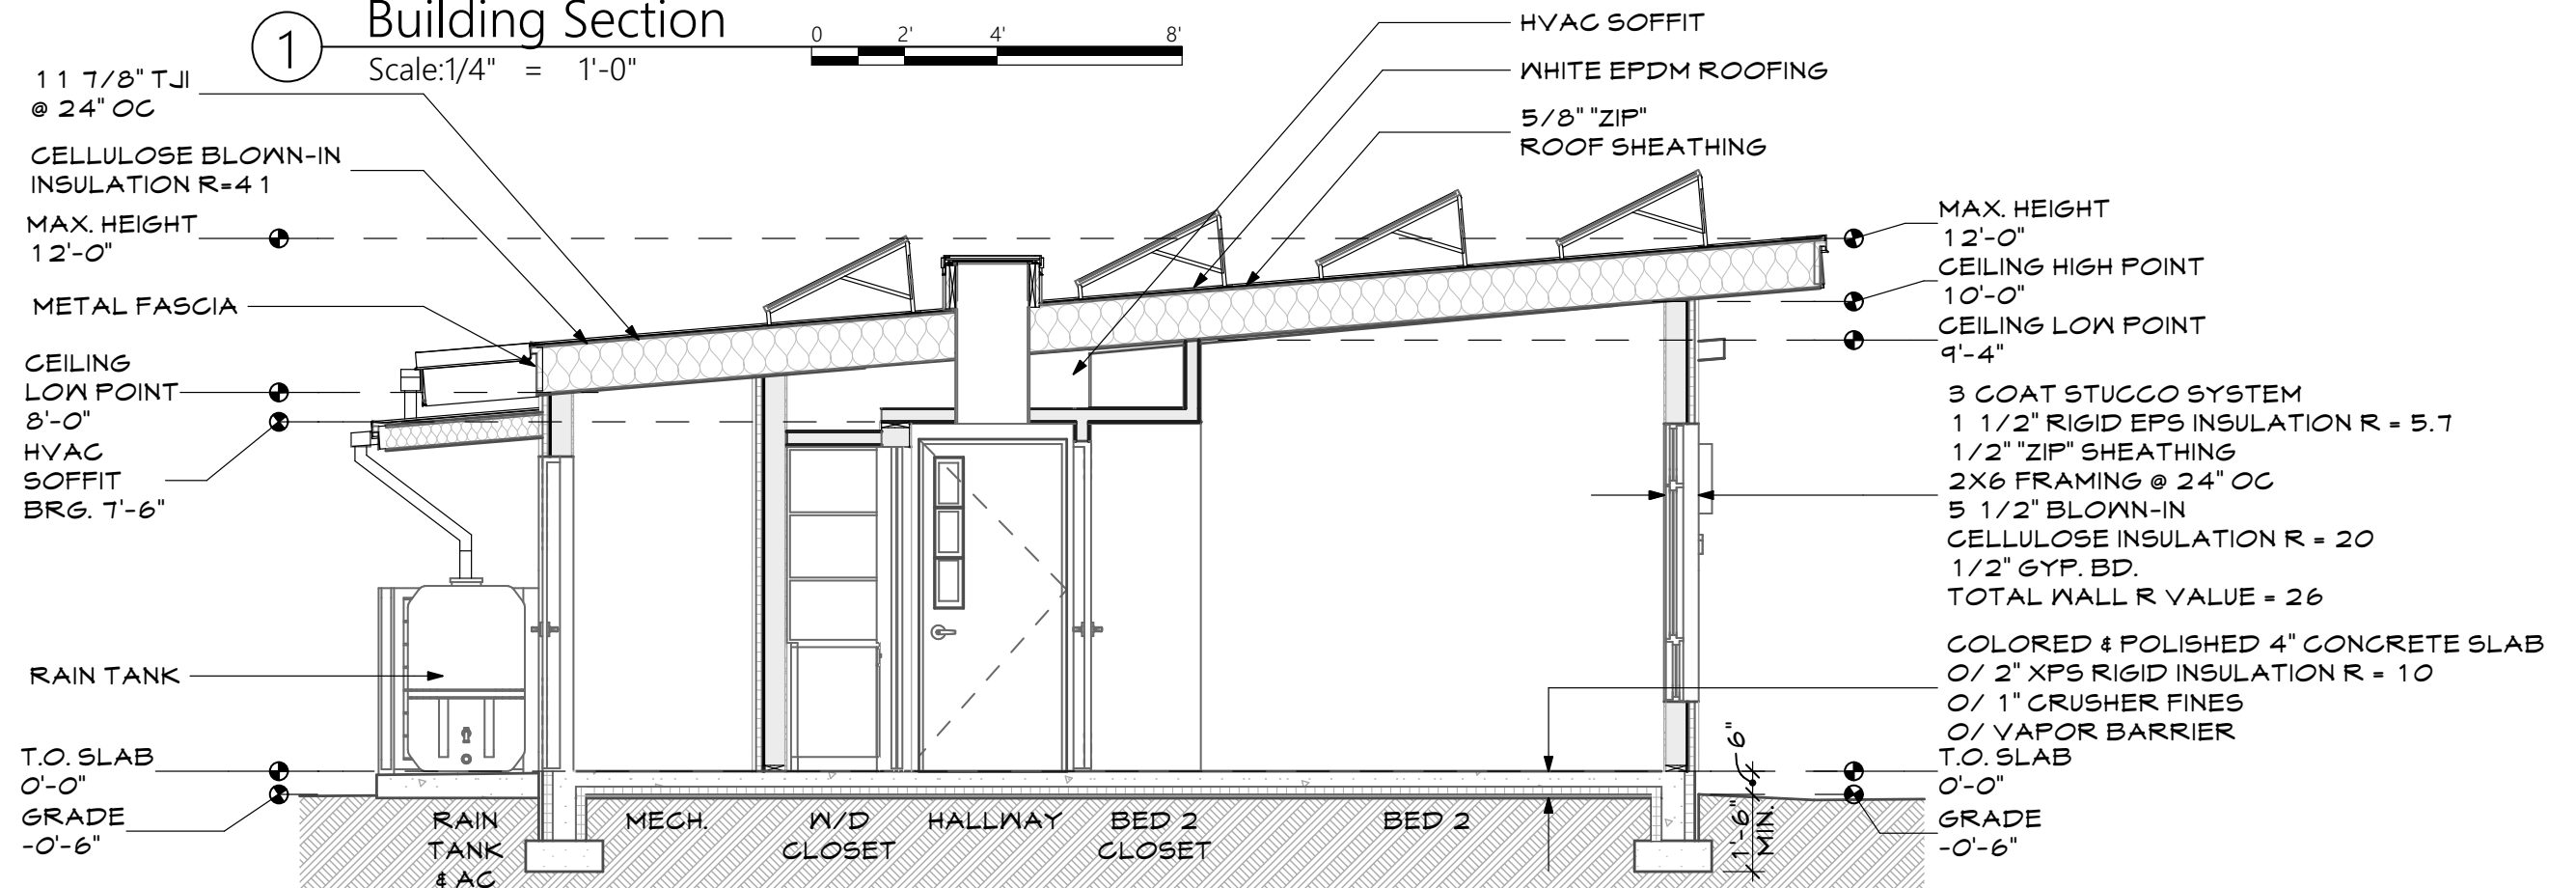 1
Building Section
Scale:1/4" = 1'-0"
0 2' 4' 8'
11 7/8" TJI
@ 24" OC
CELLULOSE BLOWN-IN
INSULATION R=41
MAX. HEIGHT
12'-0"
METAL FASCIA
CEILING
LOW POINT
8'-0"
HVAC
SOFFIT
BRG. 7'-6"
RAIN TANK
T.O. SLAB
0'-0"
GRADE
-0'-6"
HVAC SOFFIT
WHITE EPDM ROOFING
5/8" "ZIP"
ROOF SHEATHING
MAX. HEIGHT
12'-0"
CEILING HIGH POINT
10'-0"
CEILING LOW POINT
9'-4"
3 COAT STUCCO SYSTEM
1 1/2" RIGID EPS INSULATION R = 5.7
1/2" "ZIP" SHEATHING
2X6 FRAMING @ 24" OC
5 1/2" BLOWN-IN
CELLULOSE INSULATION R = 20
1/2" GYP. BD.
TOTAL WALL R VALUE = 26
COLORED & POLISHED 4" CONCRETE SLAB
O/ 2" XPS RIGID INSULATION R = 10
O/ 1" CRUSHER FINES
O/ VAPOR BARRIER
T.O. SLAB
0'-0"
GRADE
-0'-6"
6"
1'-6"
MIN.
RAIN
TANK
& AC
MECH.
W/D
CLOSET
HALLWAY
BED 2
CLOSET
BED 2